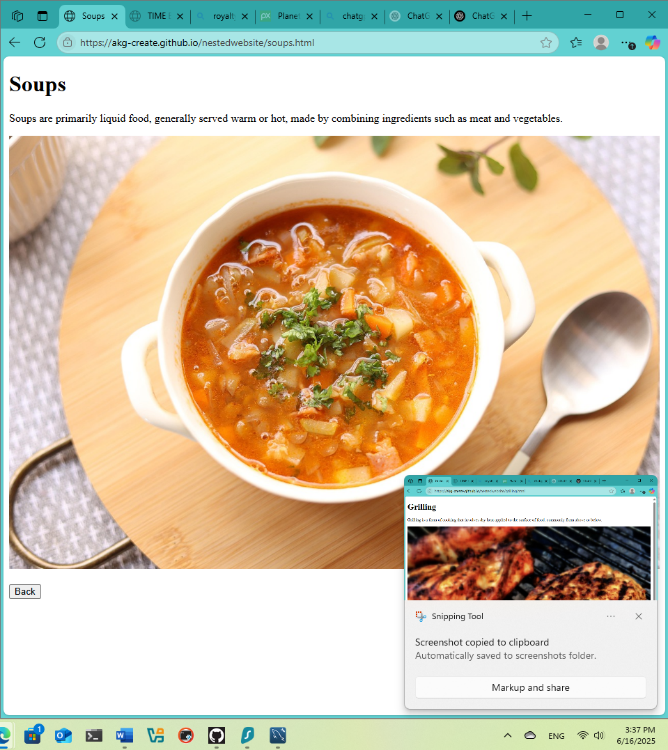 Soups
TIME
royalt
Planet
chatg
ChatG
ChatG
https://akg-create.github.io/nestedwebsite/soups.html
Soups
Soups are primarily liquid food, generally served warm or hot, made by combining ingredients such as meat and vegetables.
Back
Grilling
Snipping Tool
Screenshot copied to clipboard
Automatically saved to screenshots folder.
Markup and share
ENG
3:37 PM
6/16/2025